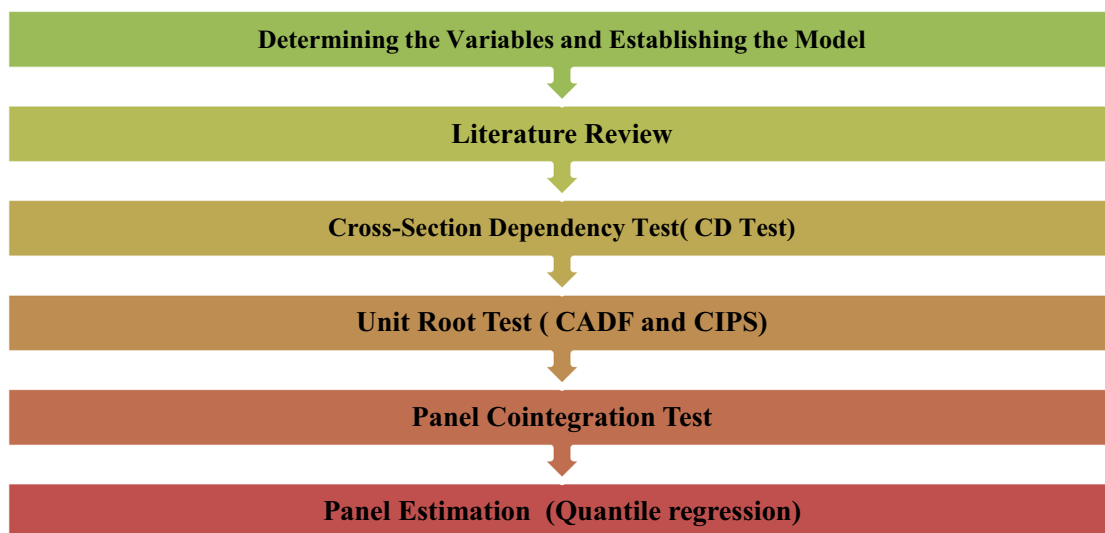 Determining the Variables and Establishing the Model
Literature Review
Cross-Section Dependency Test( CD Test)
Unit Root Test ( CADF and CIPS)
Panel Cointegration Test
Panel Estimation  (Quantile regression)